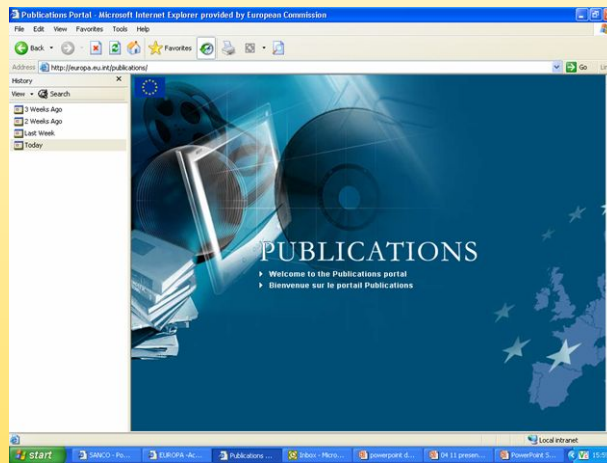 Publications Portal - Microsoft Internet Explorer provided by European Commission
File Edit View Favorites Tools Help
Back Favorites
Address http://europa.eu.int/publications/ Go
History
View Search
3 Weeks Ago
2 Weeks Ago
Last Week
Today
PUBLICATIONS
Welcome to the Publications portal
Bienvenue sur le portail Publications
Local intranet
start SANCO - Po... EUROPA -Ac... Publications ... Inbox - Micro... powerpoint d... 04 11 presen... PowerPoint S...